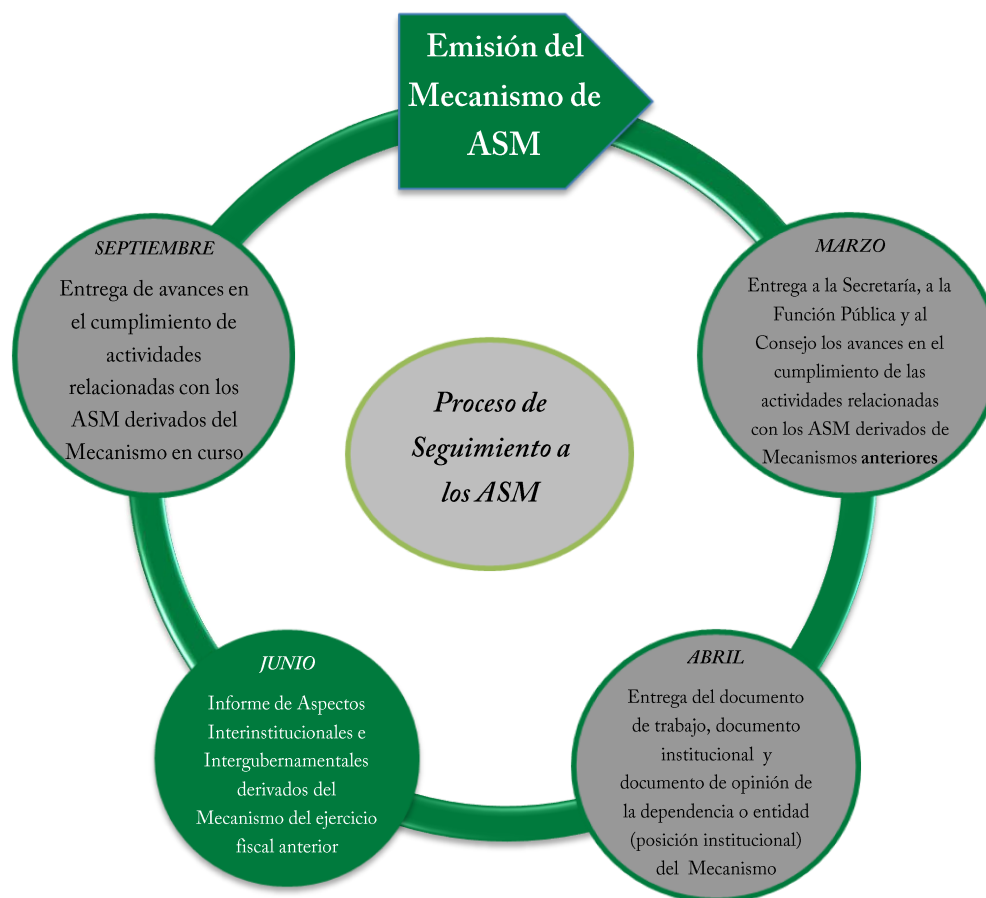 Emisión del
Mecanismo de
ASM
MARZO
Entrega a la Secretaría, a la
Función Pública y al
Consejo los avances en el
cumplimiento de las
actividades relacionadas
con los ASM derivados de
Mecanismos anteriores
ABRIL
Entrega del documento
de trabajo, documento
institucional y
documento de opinión de
la dependencia o entidad
(posición institucional)
del Mecanismo
JUNIO
Informe de Aspectos
Interinstitucionales e
Intergubernamentales
derivados del
Mecanismo del ejercicio
fiscal anterior
SEPTIEMBRE
Entrega de avances en
el cumplimiento de
actividades
relacionadas con los
ASM derivados del
Mecanismo en curso
Proceso de
Seguimiento a
los ASM